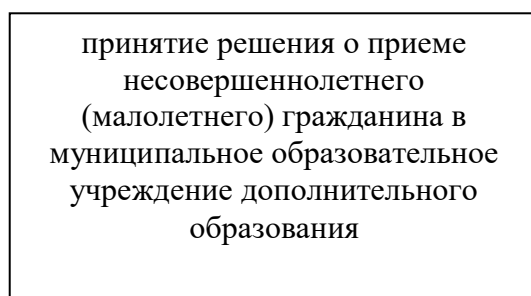 принятие решения о приеме
несовершеннолетнего
(малолетнего) гражданина в
муниципальное образовательное
учреждение дополнительного
образования